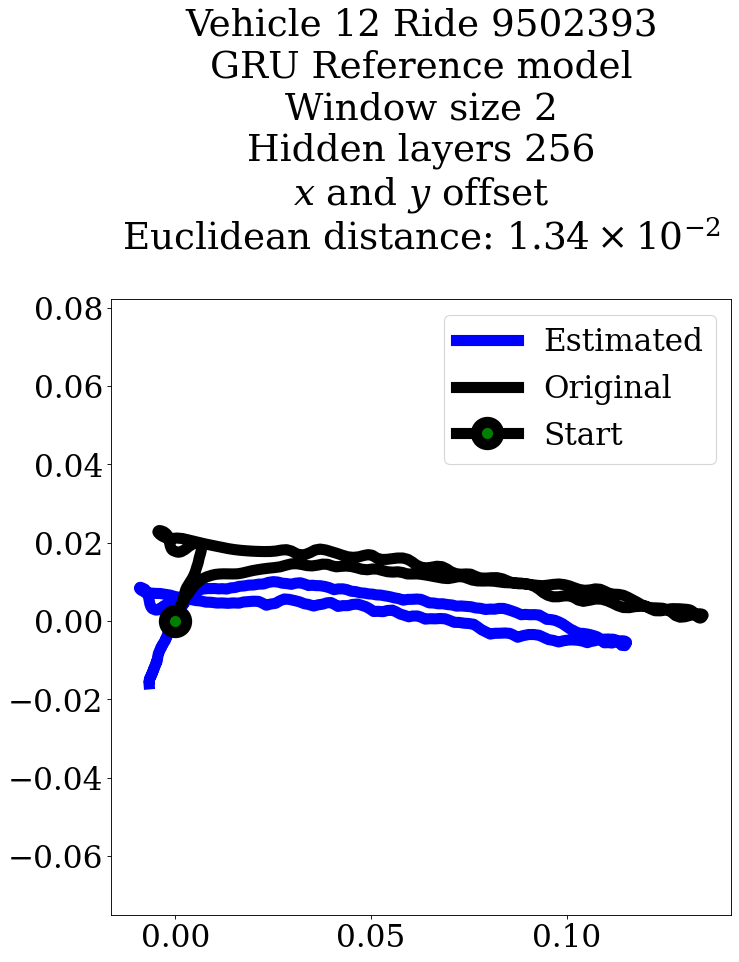 Vehicle 12 Ride 9502393
GRU Reference model
Window size 2
Hidden layers 256
x and y offset
Euclidean distance: 1.34 × 10⁻²
Estimated
Original
Start
0.08
0.06
0.04
0.02
0.00
−0.02
−0.04
−0.06
0.00 0.05 0.10